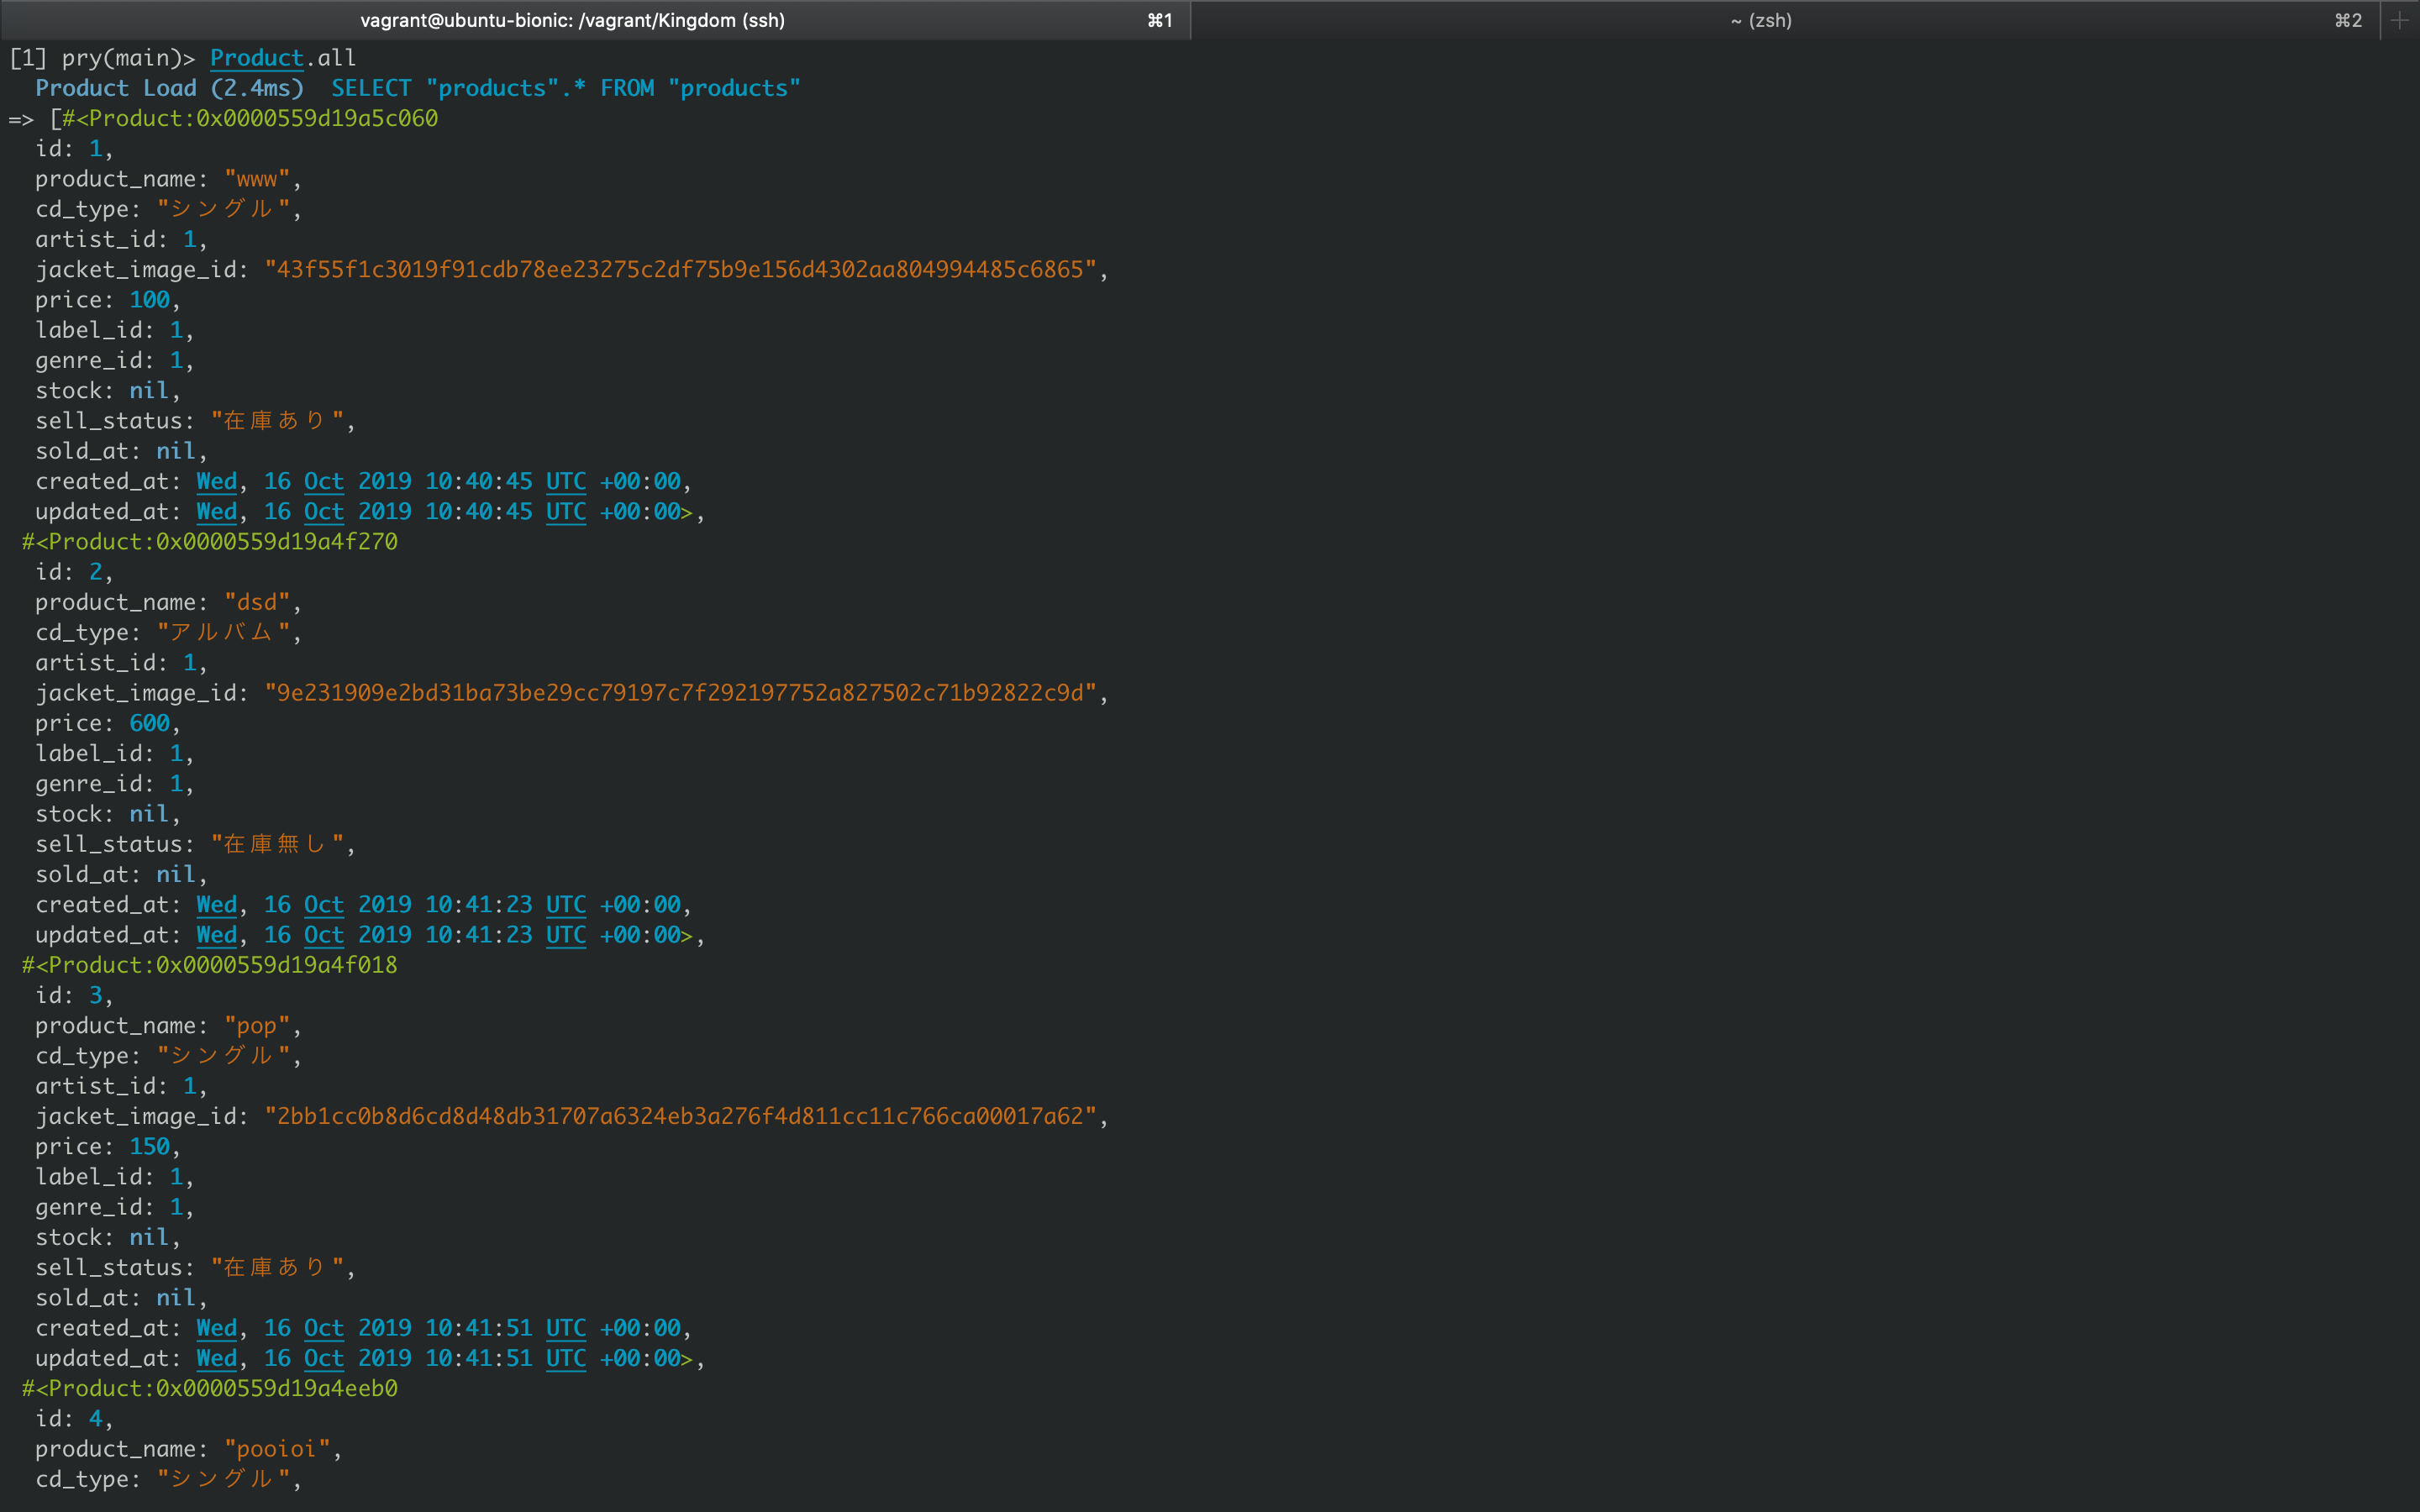 vagrant@ubuntu-bionic: /vagrant/Kingdom (ssh) ⌘1 ~ (zsh) ⌘2 +
[1] pry(main)> Product.all
  Product Load (2.4ms)  SELECT "products".* FROM "products"
=> [#<Product:0x0000559d19a5c060
  id: 1,
  product_name: "www",
  cd_type: "シングル",
  artist_id: 1,
  jacket_image_id: "43f55f1c3019f91cdb78ee23275c2df75b9e156d4302aa804994485c6865",
  price: 100,
  label_id: 1,
  genre_id: 1,
  stock: nil,
  sell_status: "在庫あり",
  sold_at: nil,
  created_at: Wed, 16 Oct 2019 10:40:45 UTC +00:00,
  updated_at: Wed, 16 Oct 2019 10:40:45 UTC +00:00>,
 #<Product:0x0000559d19a4f270
  id: 2,
  product_name: "dsd",
  cd_type: "アルバム",
  artist_id: 1,
  jacket_image_id: "9e231909e2bd31ba73be29cc79197c7f292197752a827502c71b92822c9d",
  price: 600,
  label_id: 1,
  genre_id: 1,
  stock: nil,
  sell_status: "在庫無し",
  sold_at: nil,
  created_at: Wed, 16 Oct 2019 10:41:23 UTC +00:00,
  updated_at: Wed, 16 Oct 2019 10:41:23 UTC +00:00>,
 #<Product:0x0000559d19a4f018
  id: 3,
  product_name: "pop",
  cd_type: "シングル",
  artist_id: 1,
  jacket_image_id: "2bb1cc0b8d6cd8d48db31707a6324eb3a276f4d811cc11c766ca00017a62",
  price: 150,
  label_id: 1,
  genre_id: 1,
  stock: nil,
  sell_status: "在庫あり",
  sold_at: nil,
  created_at: Wed, 16 Oct 2019 10:41:51 UTC +00:00,
  updated_at: Wed, 16 Oct 2019 10:41:51 UTC +00:00>,
 #<Product:0x0000559d19a4eeb0
  id: 4,
  product_name: "pooioi",
  cd_type: "シングル",